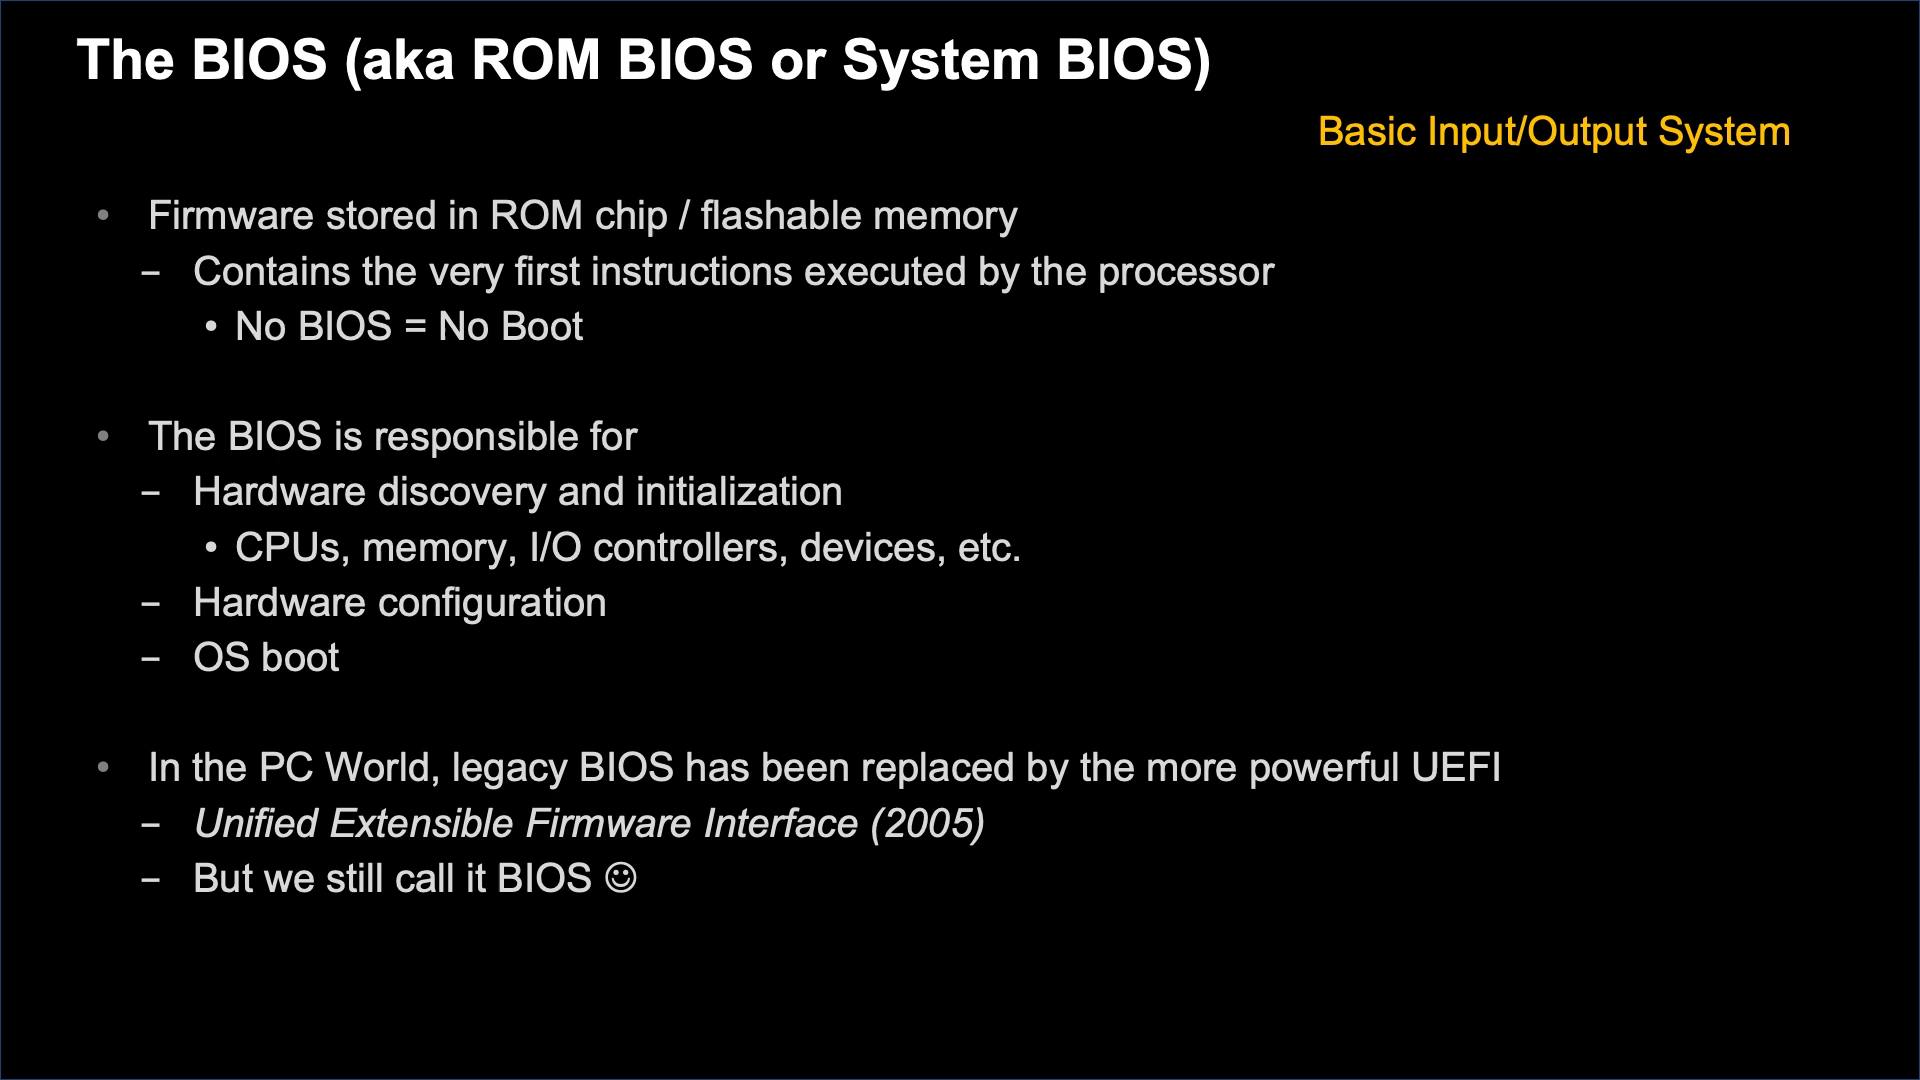 The BIOS (aka ROM BIOS or System BIOS)
Basic Input/Output System
• Firmware stored in ROM chip / flashable memory
– Contains the very first instructions executed by the processor
• No BIOS = No Boot
• The BIOS is responsible for
– Hardware discovery and initialization
• CPUs, memory, I/O controllers, devices, etc.
– Hardware configuration
– OS boot
• In the PC World, legacy BIOS has been replaced by the more powerful UEFI
– Unified Extensible Firmware Interface (2005)
– But we still call it BIOS ☺